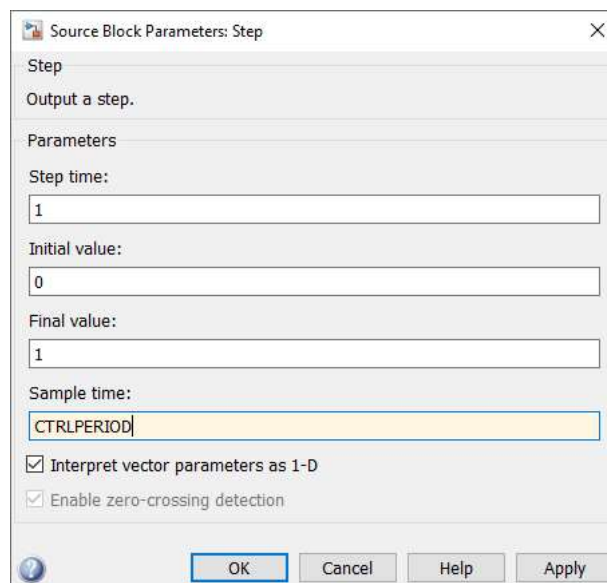 Source Block Parameters: Step
Step
Output a step.
Parameters
Step time:
1
Initial value:
0
Final value:
1
Sample time:
CTRLPERIOD
Interpret vector parameters as 1-D
Enable zero-crossing detection
OK Cancel Help Apply